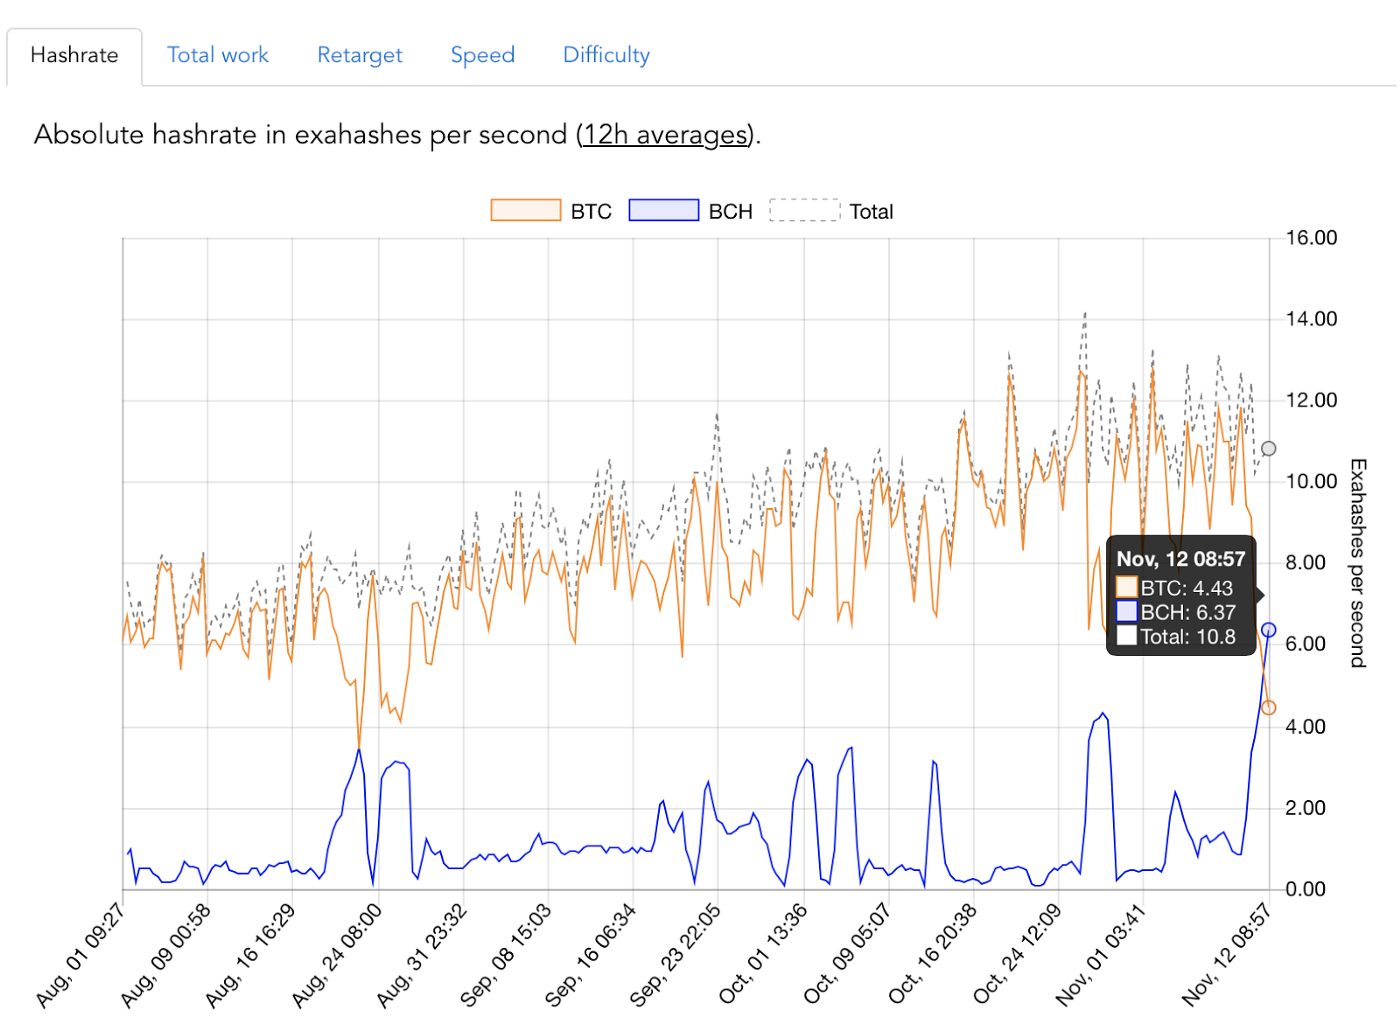 Hashrate Total work Retarget Speed Difficulty
Absolute hashrate in exahashes per second (12h averages).
BTC BCH Total
16.00
14.00
12.00
10.00
8.00
6.00
4.00
2.00
0.00
Exahashes per second
Nov, 12 08:57
BTC: 4.43
BCH: 6.37
Total: 10.8
Aug, 01 09:27
Aug, 09 00:58
Aug, 16 16:29
Aug, 24 08:00
Aug, 31 23:32
Sep, 08 15:03
Sep, 16 06:34
Sep, 23 22:05
Oct, 01 13:36
Oct, 09 05:07
Oct, 16 20:38
Oct, 24 12:09
Nov, 01 03:41
Nov, 12 08:57